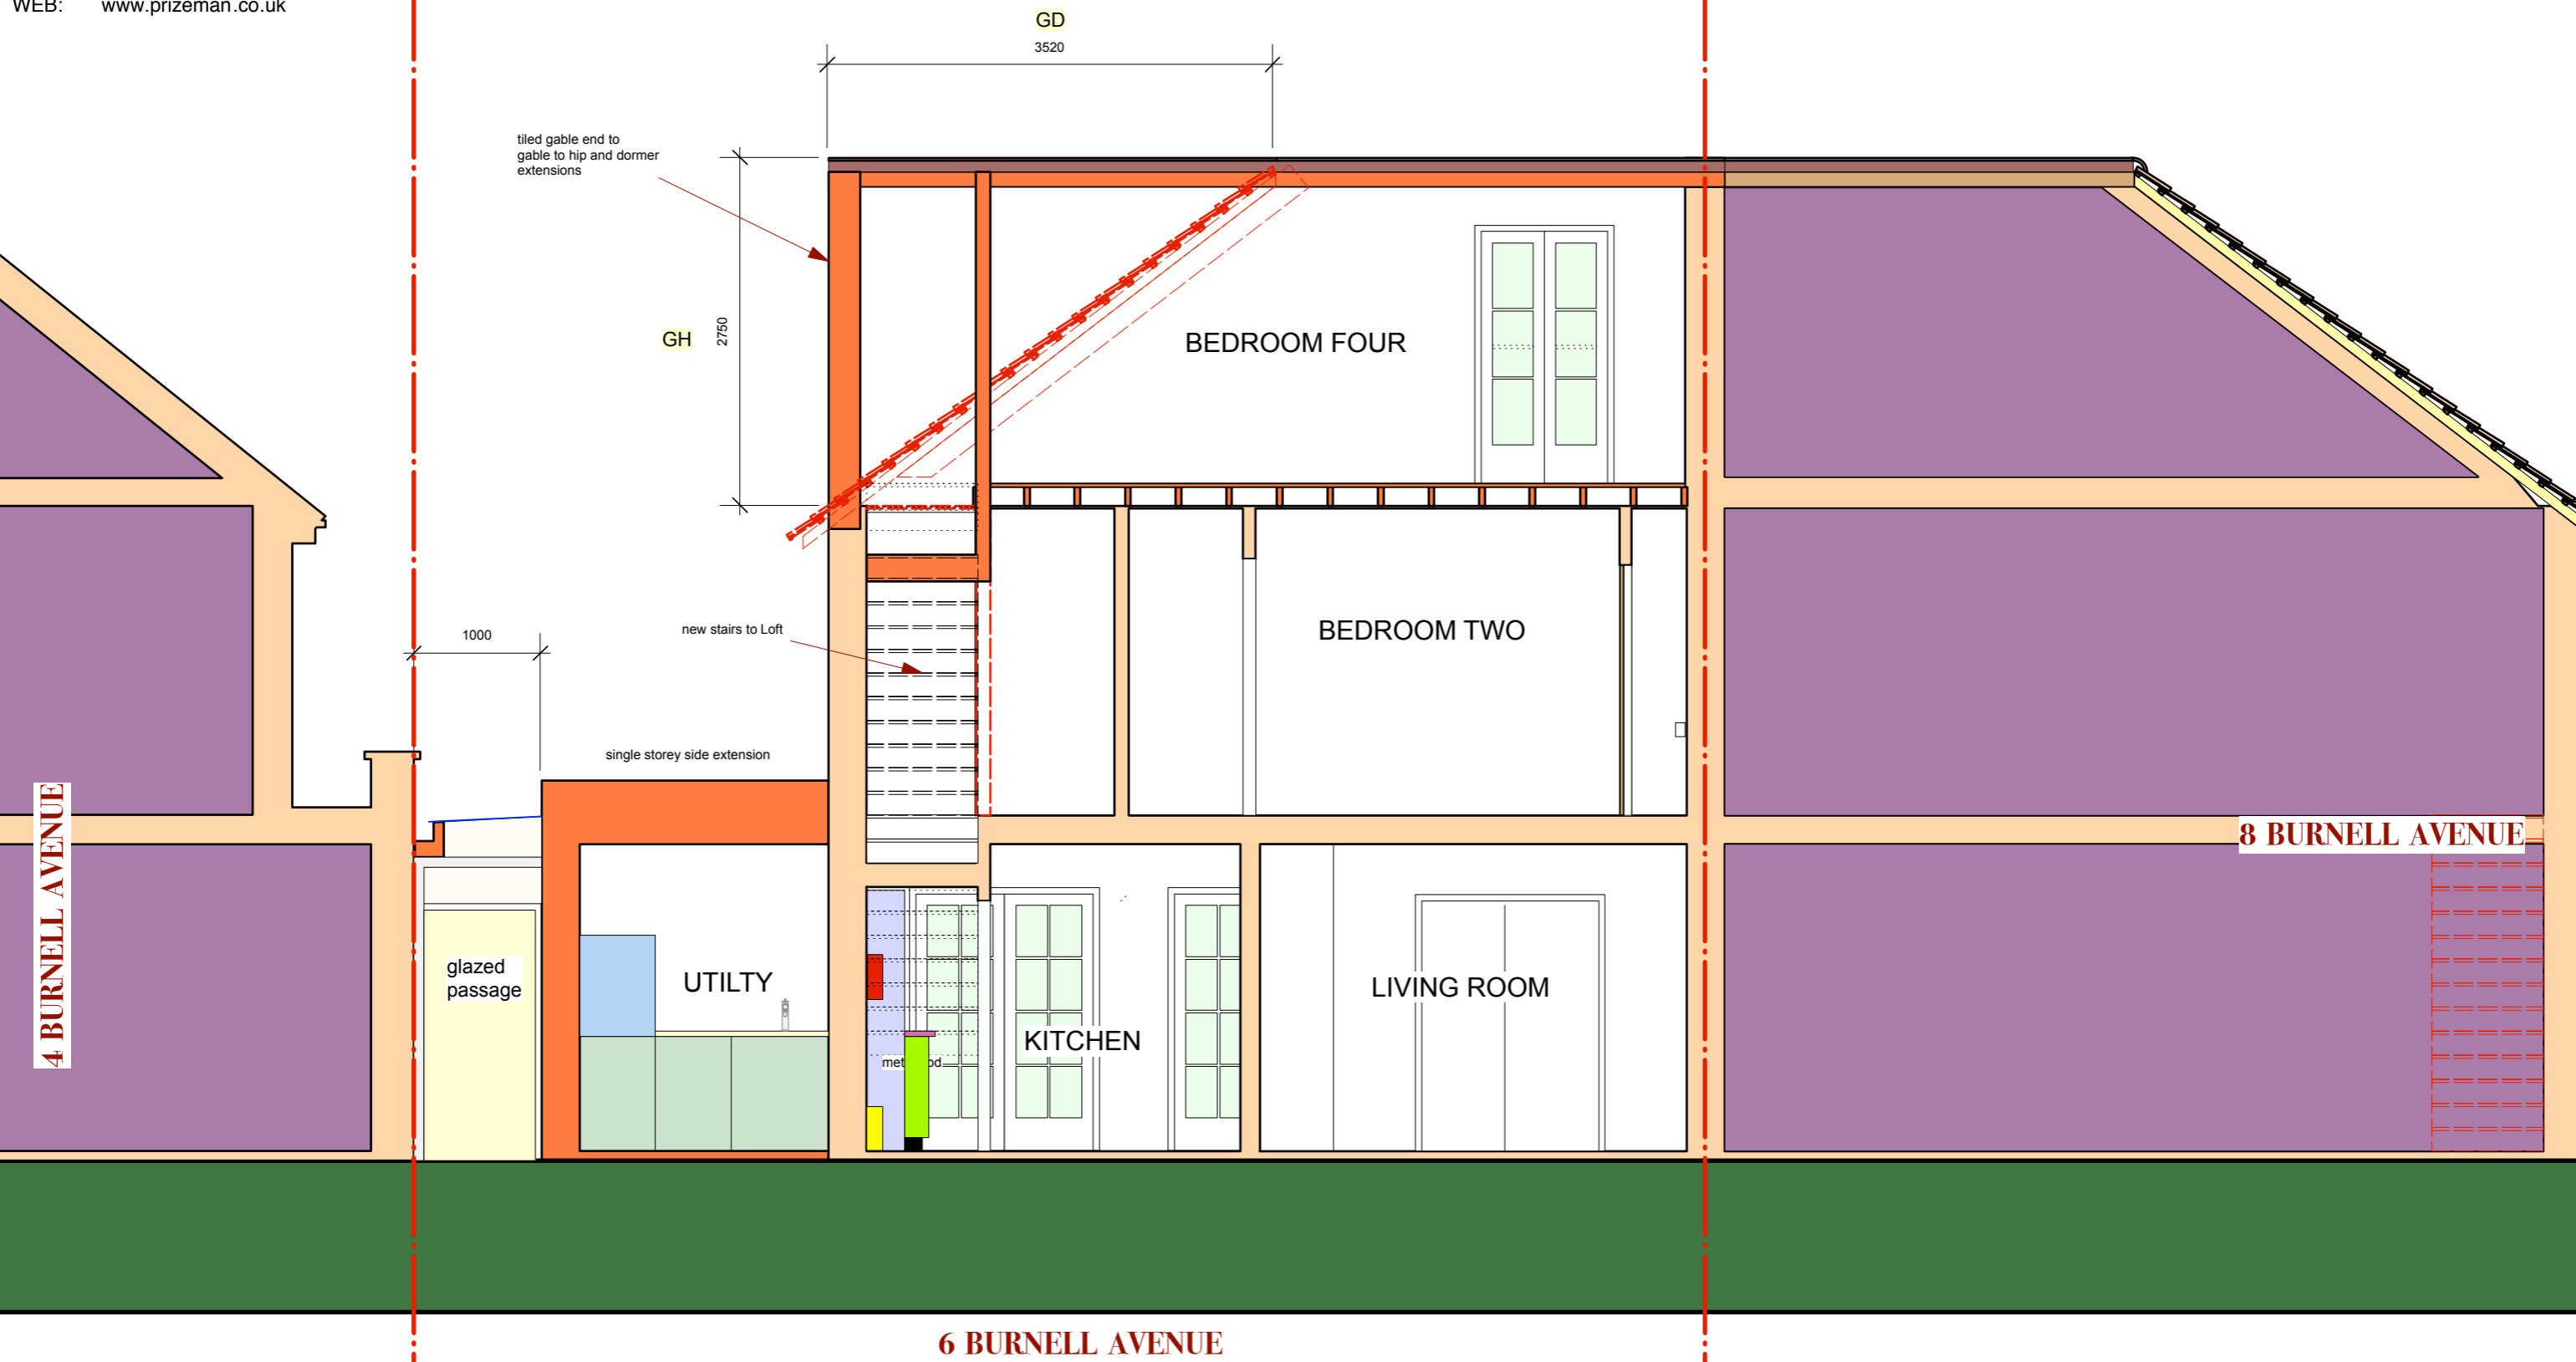 WEB: www.prizeman.co.uk
GD
3520
tiled gable end to
gable to hip and dormer
extensions
GH
2750
BEDROOM FOUR
1000
new stairs to Loft
BEDROOM TWO
single storey side extension
4 BURNELL AVENUE
8 BURNELL AVENUE
glazed
passage
UTILTY
LIVING ROOM
KITCHEN
6 BURNELL AVENUE